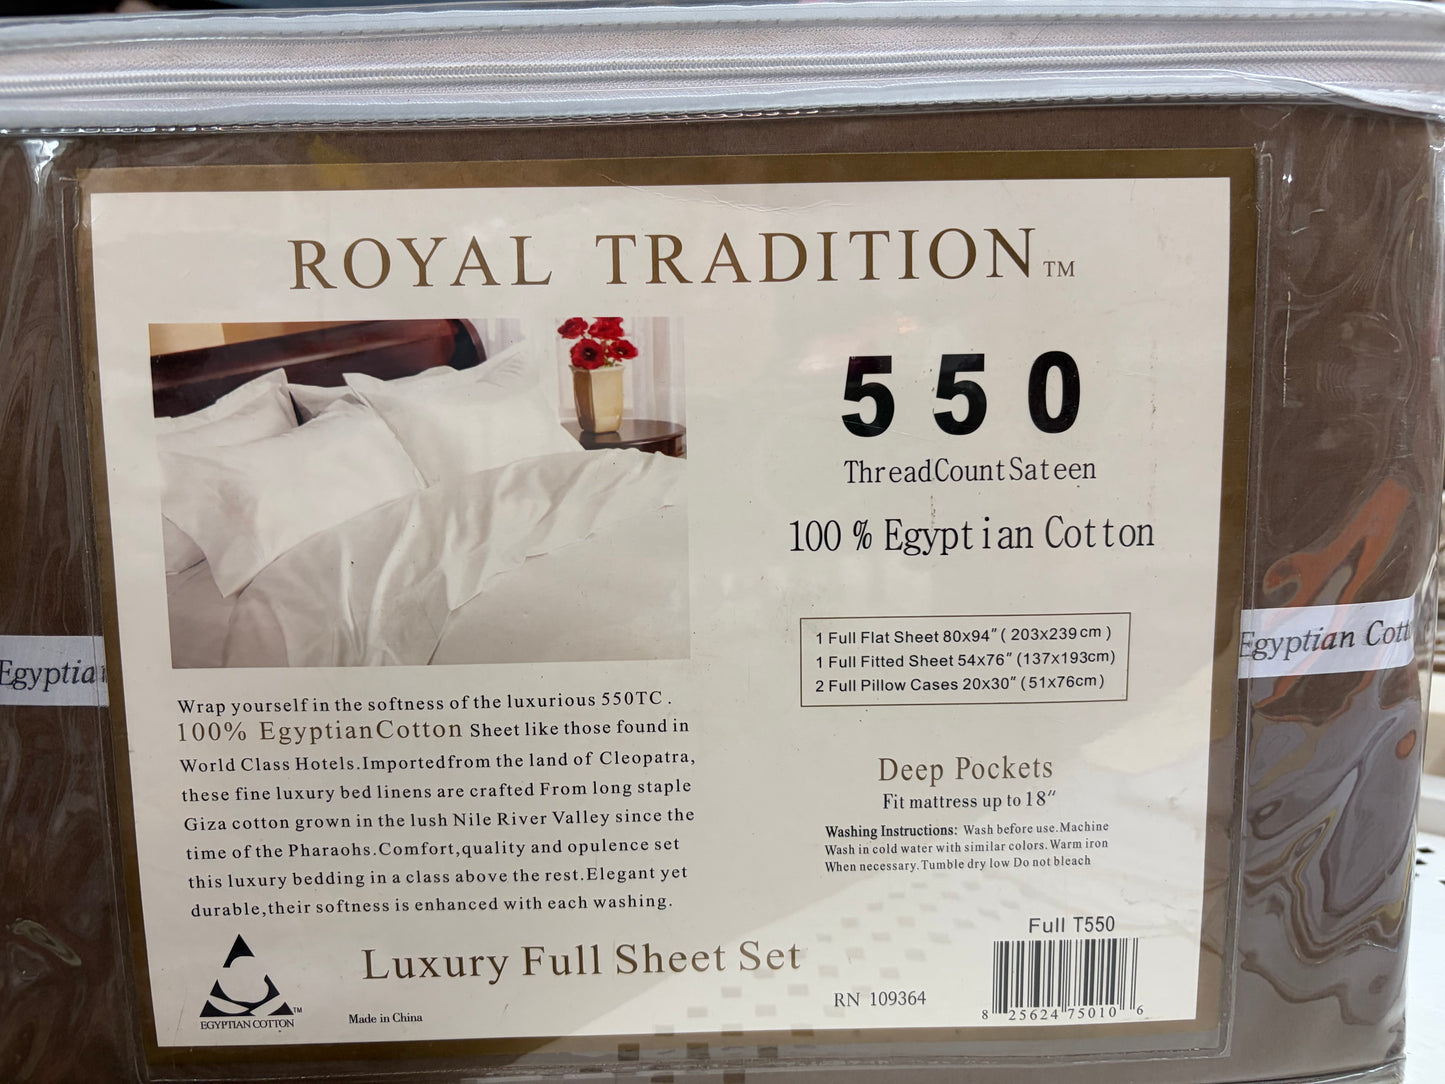 ROYAL TRADITION TM
550
ThreadCountSateen
100 % Egyptian Cotton
1 Full Flat Sheet 80x94″ ( 203x239cm )
1 Full Fitted Sheet 54x76″ (137x193cm)
2 Full Pillow Cases 20x30″ ( 51x76cm )
Egyptia
Egyptian Cott
Wrap yourself in the softness of the luxurious 550TC .
100% EgyptianCotton Sheet like those found in
World Class Hotels.Importedfrom the land of Cleopatra,
these fine luxury bed linens are crafted From long staple
Giza cotton grown in the lush Nile River Valley since the
time of the Pharaohs.Comfort,quality and opulence set
this luxury bedding in a class above the rest.Elegant yet
durable,their softness is enhanced with each washing.
Deep Pockets
Fit mattress up to 18″
Washing Instructions: Wash before use.Machine
Wash in cold water with similar colors. Warm iron
When necessary.Tumble dry low Do not bleach
Luxury Full Sheet Set
TM
EGYPTIAN COTTON
Made in China
RN 109364
Full T550
8 25624 75010 6